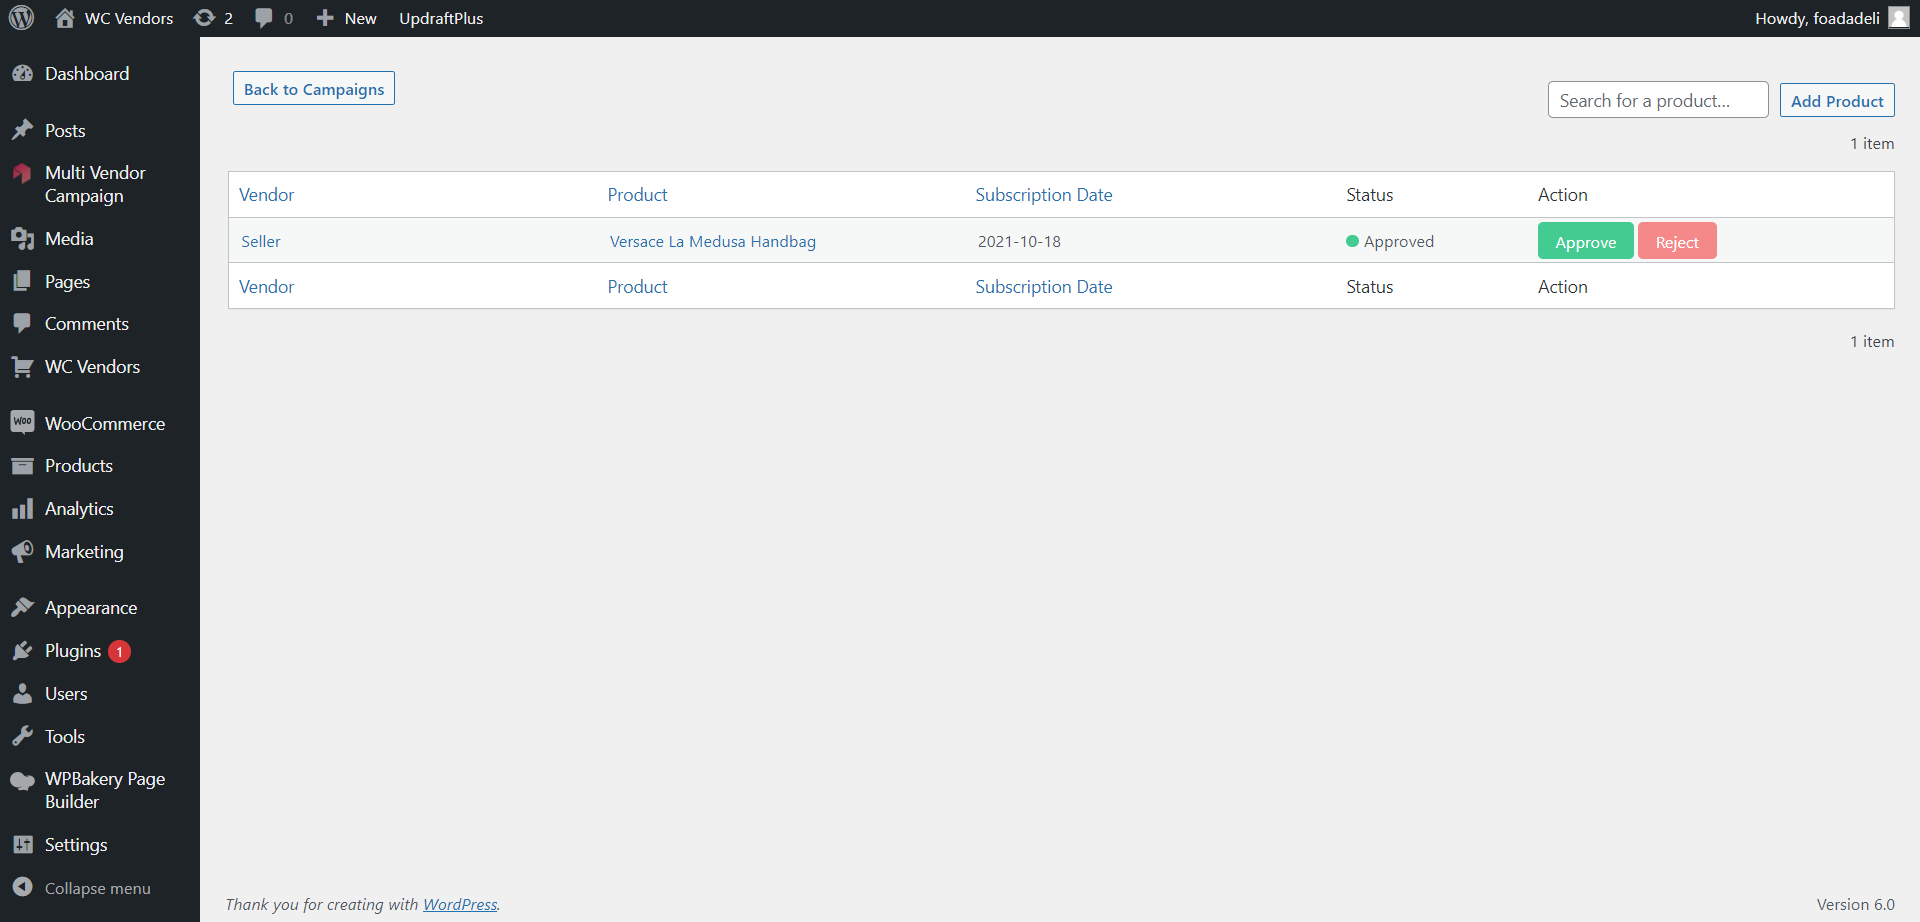 WC Vendors 2 0 New UpdraftPlus Howdy, foadadeli
Dashboard
Posts
Multi Vendor
Campaign
Media
Pages
Comments
WC Vendors
Woo WooCommerce
Products
Analytics
Marketing
Appearance
Plugins 1
Users
Tools
WPBakery Page
Builder
Settings
Collapse menu
Back to Campaigns
Search for a product... Add Product
1 item
Vendor Product Subscription Date Status Action
Seller Versace La Medusa Handbag 2021-10-18 Approved Approve Reject
Vendor Product Subscription Date Status Action
1 item
Thank you for creating with WordPress. Version 6.0